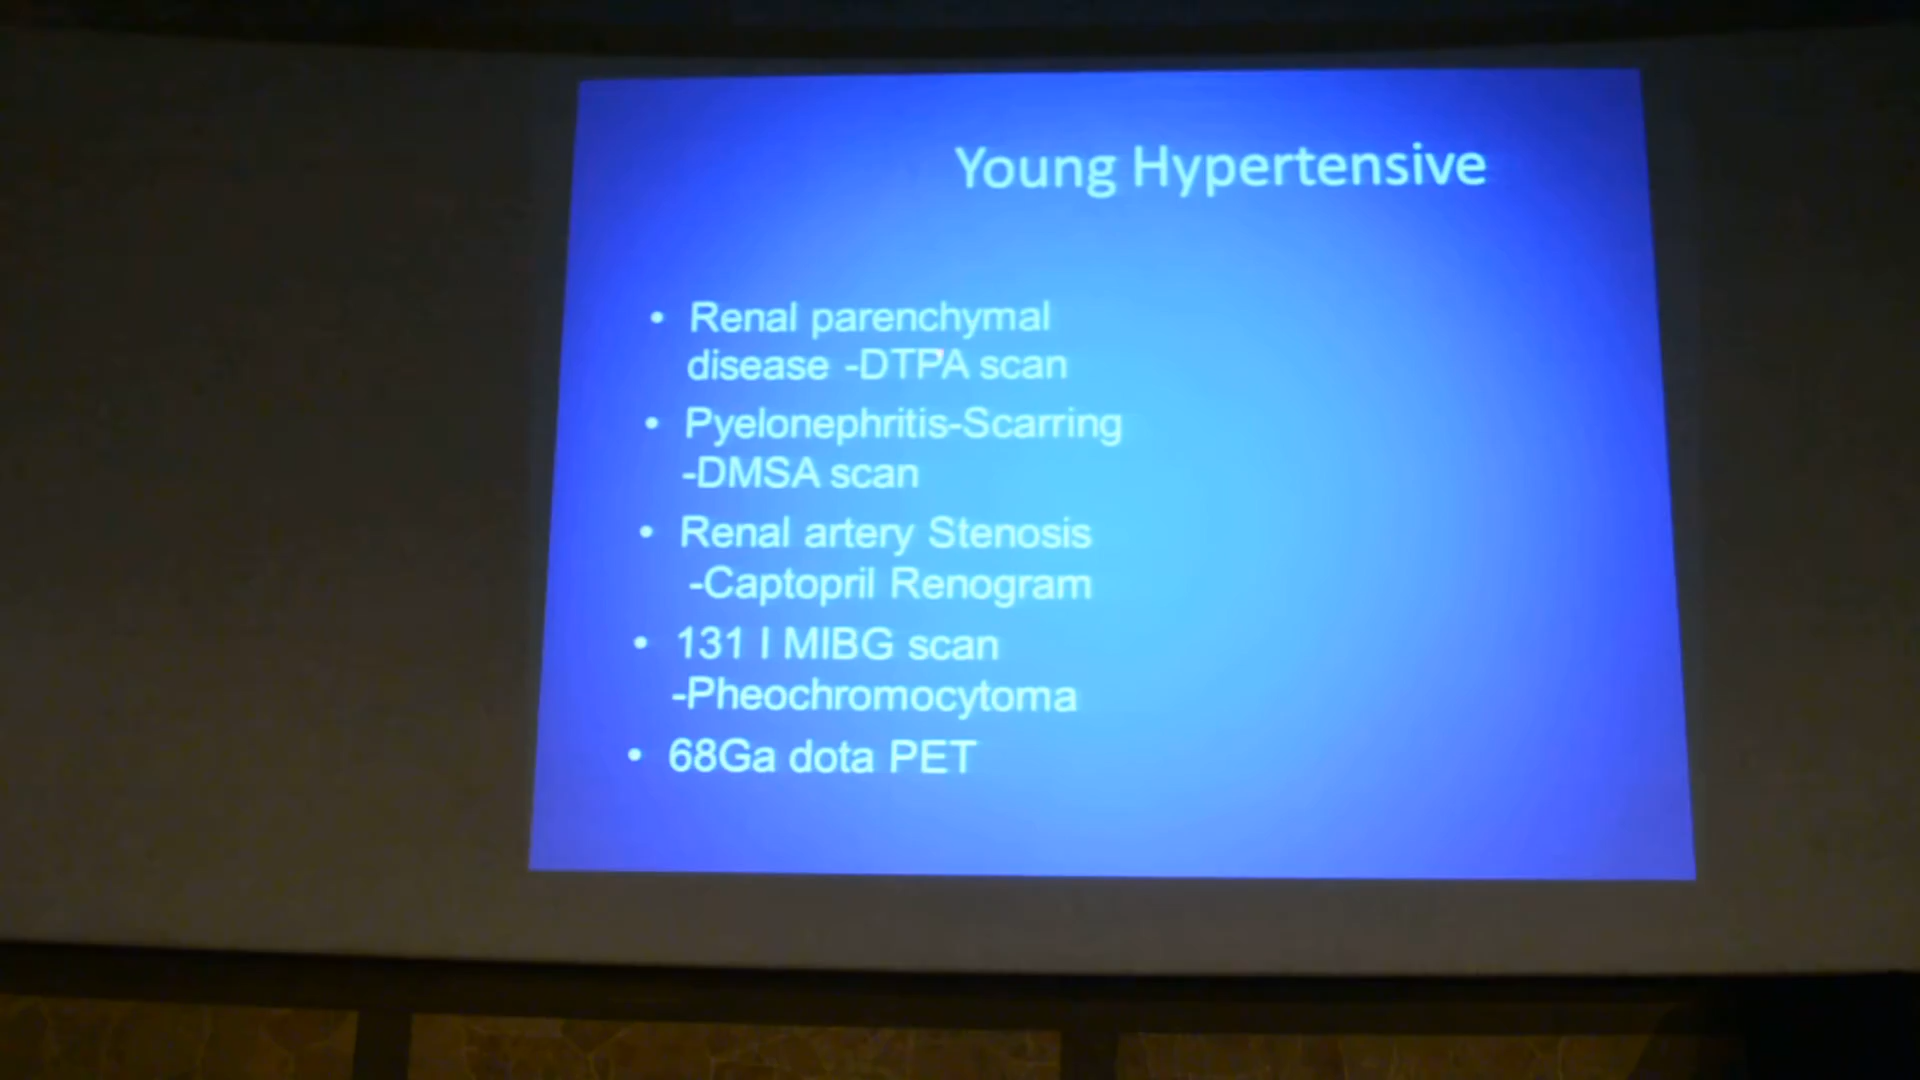 Young Hypertensive
• Renal parenchymal
disease -DTPA scan
• Pyelonephritis-Scarring
-DMSA scan
• Renal artery Stenosis
-Captopril Renogram
• 131 I MIBG scan
-Pheochromocytoma
• 68Ga dota PET